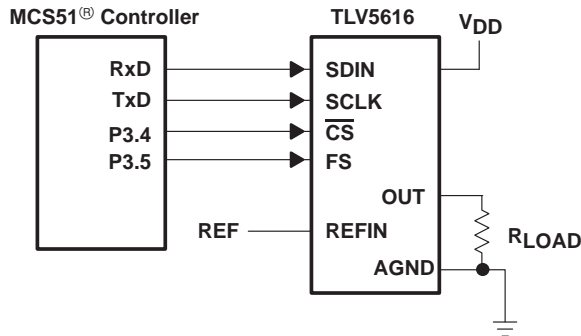 MCS51® Controller
TLV5616
VDD
RxD
SDIN
TxD
SCLK
P3.4
CS
P3.5
FS
OUT
REF
REFIN
RLOAD
AGND